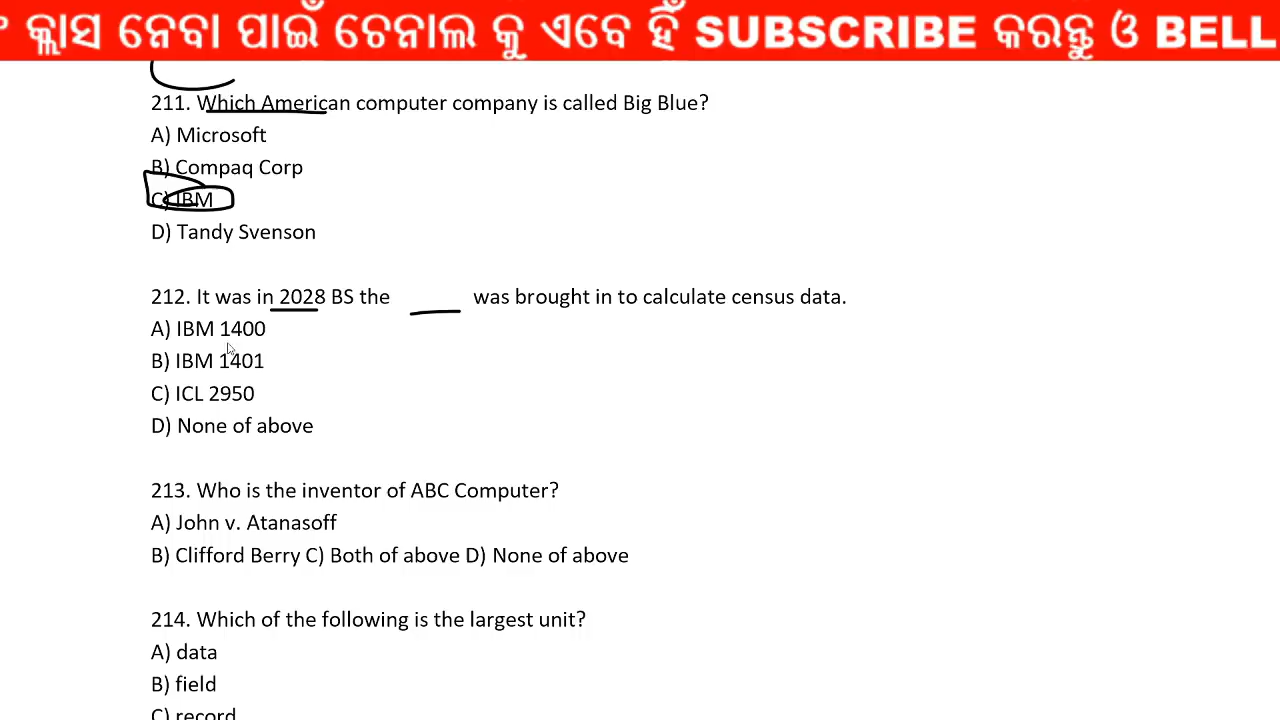 କ୍ଲାସ ନେବା ପାଇଁ ଚେନାଲ କୁ ଏବେ ହିଁ SUBSCRIBE କରନ୍ତୁ ଓ BELL
211. Which American computer company is called Big Blue?
A) Microsoft
B) Compaq Corp
C) IBM
D) Tandy Svenson
212. It was in 2028 BS the ____ was brought in to calculate census data.
A) IBM 1400
B) IBM 1401
C) ICL 2950
D) None of above
213. Who is the inventor of ABC Computer?
A) John v. Atanasoff
B) Clifford Berry C) Both of above D) None of above
214. Which of the following is the largest unit?
A) data
B) field
C) record